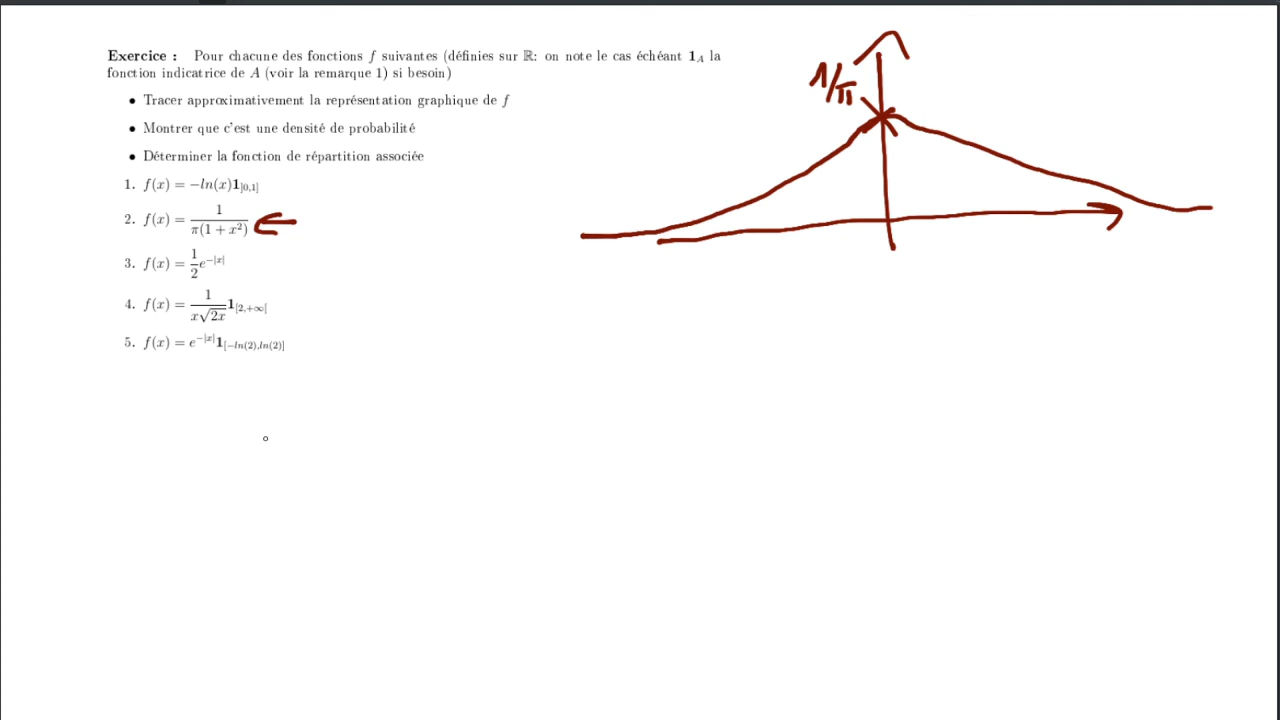 Exercice : Pour chacune des fonctions f suivantes (définies sur ℝ: on note le cas échéant 1_A la
fonction indicatrice de A (voir la remarque 1) si besoin)
• Tracer approximativement la représentation graphique de f
• Montrer que c'est une densité de probabilité
• Déterminer la fonction de répartition associée
1. f(x) = −ln(x)1_{]0,1]}
2. f(x) = 1/(π(1 + x²))
3. f(x) = 1/2 e^{−|x|}
4. f(x) = 1/(x√(2x)) 1_{[2,+∞[}
5. f(x) = e^{−|x|}1_{[−ln(2),ln(2)]}
1/π